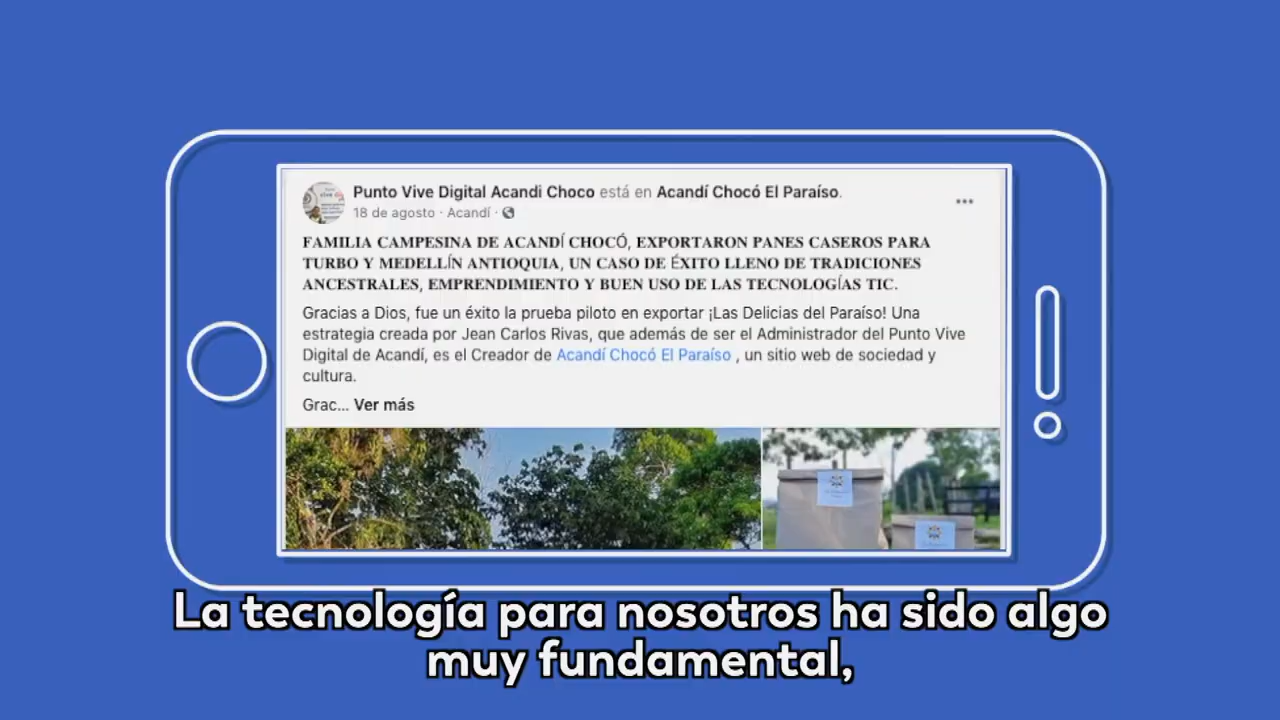 Punto Vive Digital Acandi Choco está en Acandí Chocó El Paraíso.
18 de agosto · Acandí ·
FAMILIA CAMPESINA DE ACANDÍ CHOCÓ, EXPORTARON PANES CASEROS PARA
TURBO Y MEDELLÍN ANTIOQUIA, UN CASO DE ÉXITO LLENO DE TRADICIONES
ANCESTRALES, EMPRENDIMIENTO Y BUEN USO DE LAS TECNOLOGÍAS TIC.
Gracias a Dios, fue un éxito la prueba piloto en exportar ¡Las Delicias del Paraíso! Una
estrategia creada por Jean Carlos Rivas, que además de ser el Administrador del Punto Vive
Digital de Acandí, es el Creador de Acandí Chocó El Paraíso , un sitio web de sociedad y
cultura.
Grac... Ver más
La tecnología para nosotros ha sido algo
muy fundamental,